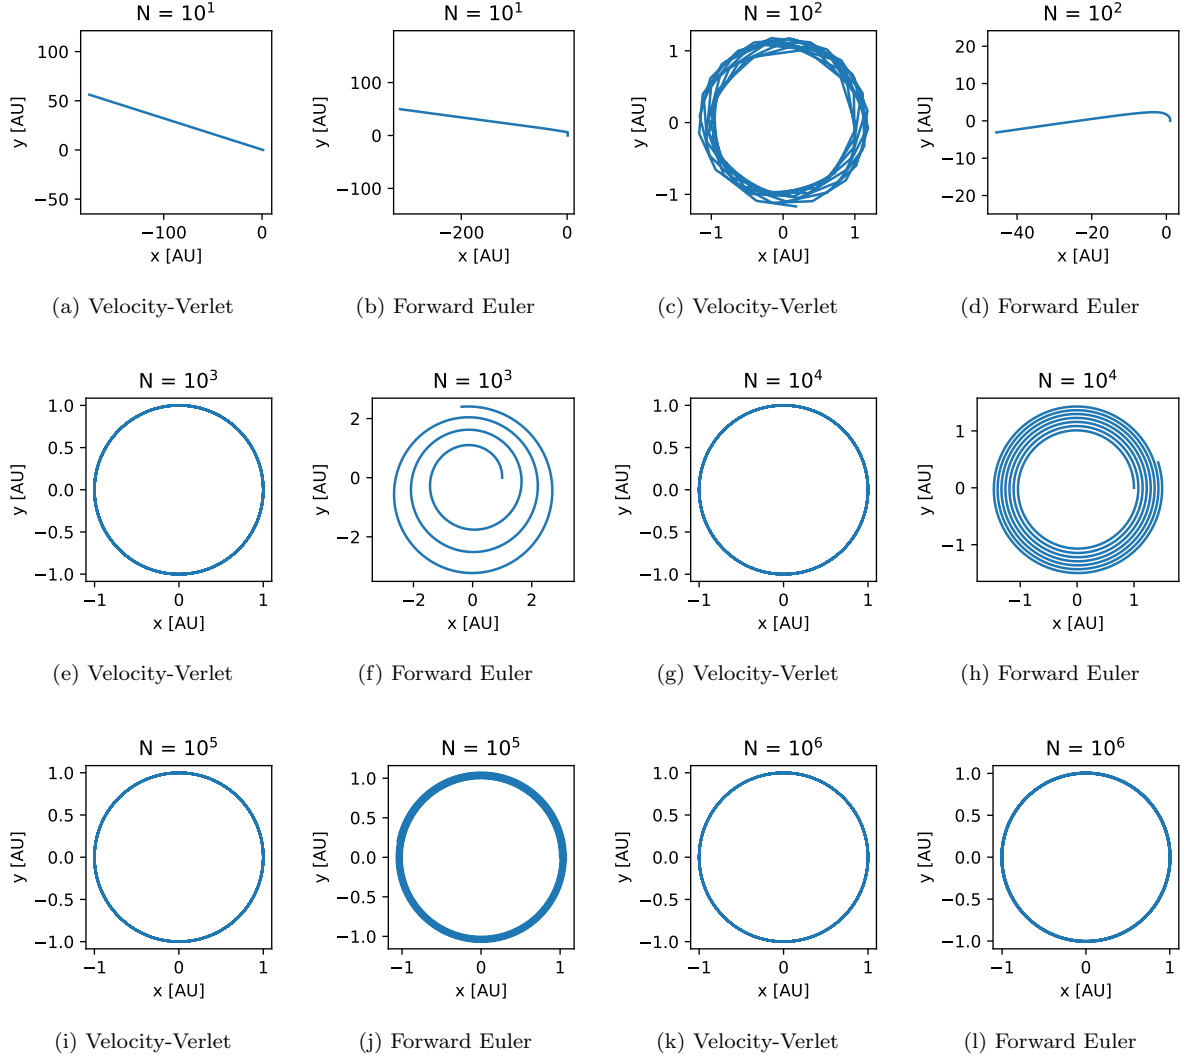 N = 10¹
N = 10¹
N = 10²
N = 10²
100
50
0
−50
y [AU]
−100
0
x [AU]
100
0
−100
y [AU]
−200
0
x [AU]
1
0
−1
y [AU]
−1
0
1
x [AU]
20
10
0
−10
−20
y [AU]
−40
−20
0
x [AU]
(a) Velocity-Verlet
(b) Forward Euler
(c) Velocity-Verlet
(d) Forward Euler
N = 10³
N = 10³
N = 10⁴
N = 10⁴
1.0
0.5
0.0
−0.5
−1.0
y [AU]
−1
0
1
x [AU]
2
0
−2
y [AU]
−2
0
2
x [AU]
1.0
0.5
0.0
−0.5
−1.0
y [AU]
−1
0
1
x [AU]
1
0
−1
y [AU]
−1
0
1
x [AU]
(e) Velocity-Verlet
(f) Forward Euler
(g) Velocity-Verlet
(h) Forward Euler
N = 10⁵
N = 10⁵
N = 10⁶
N = 10⁶
1.0
0.5
0.0
−0.5
−1.0
y [AU]
−1
0
1
x [AU]
1.0
0.5
0.0
−0.5
−1.0
y [AU]
−1
0
1
x [AU]
1.0
0.5
0.0
−0.5
−1.0
y [AU]
−1
0
1
x [AU]
1.0
0.5
0.0
−0.5
−1.0
y [AU]
−1
0
1
x [AU]
(i) Velocity-Verlet
(j) Forward Euler
(k) Velocity-Verlet
(l) Forward Euler